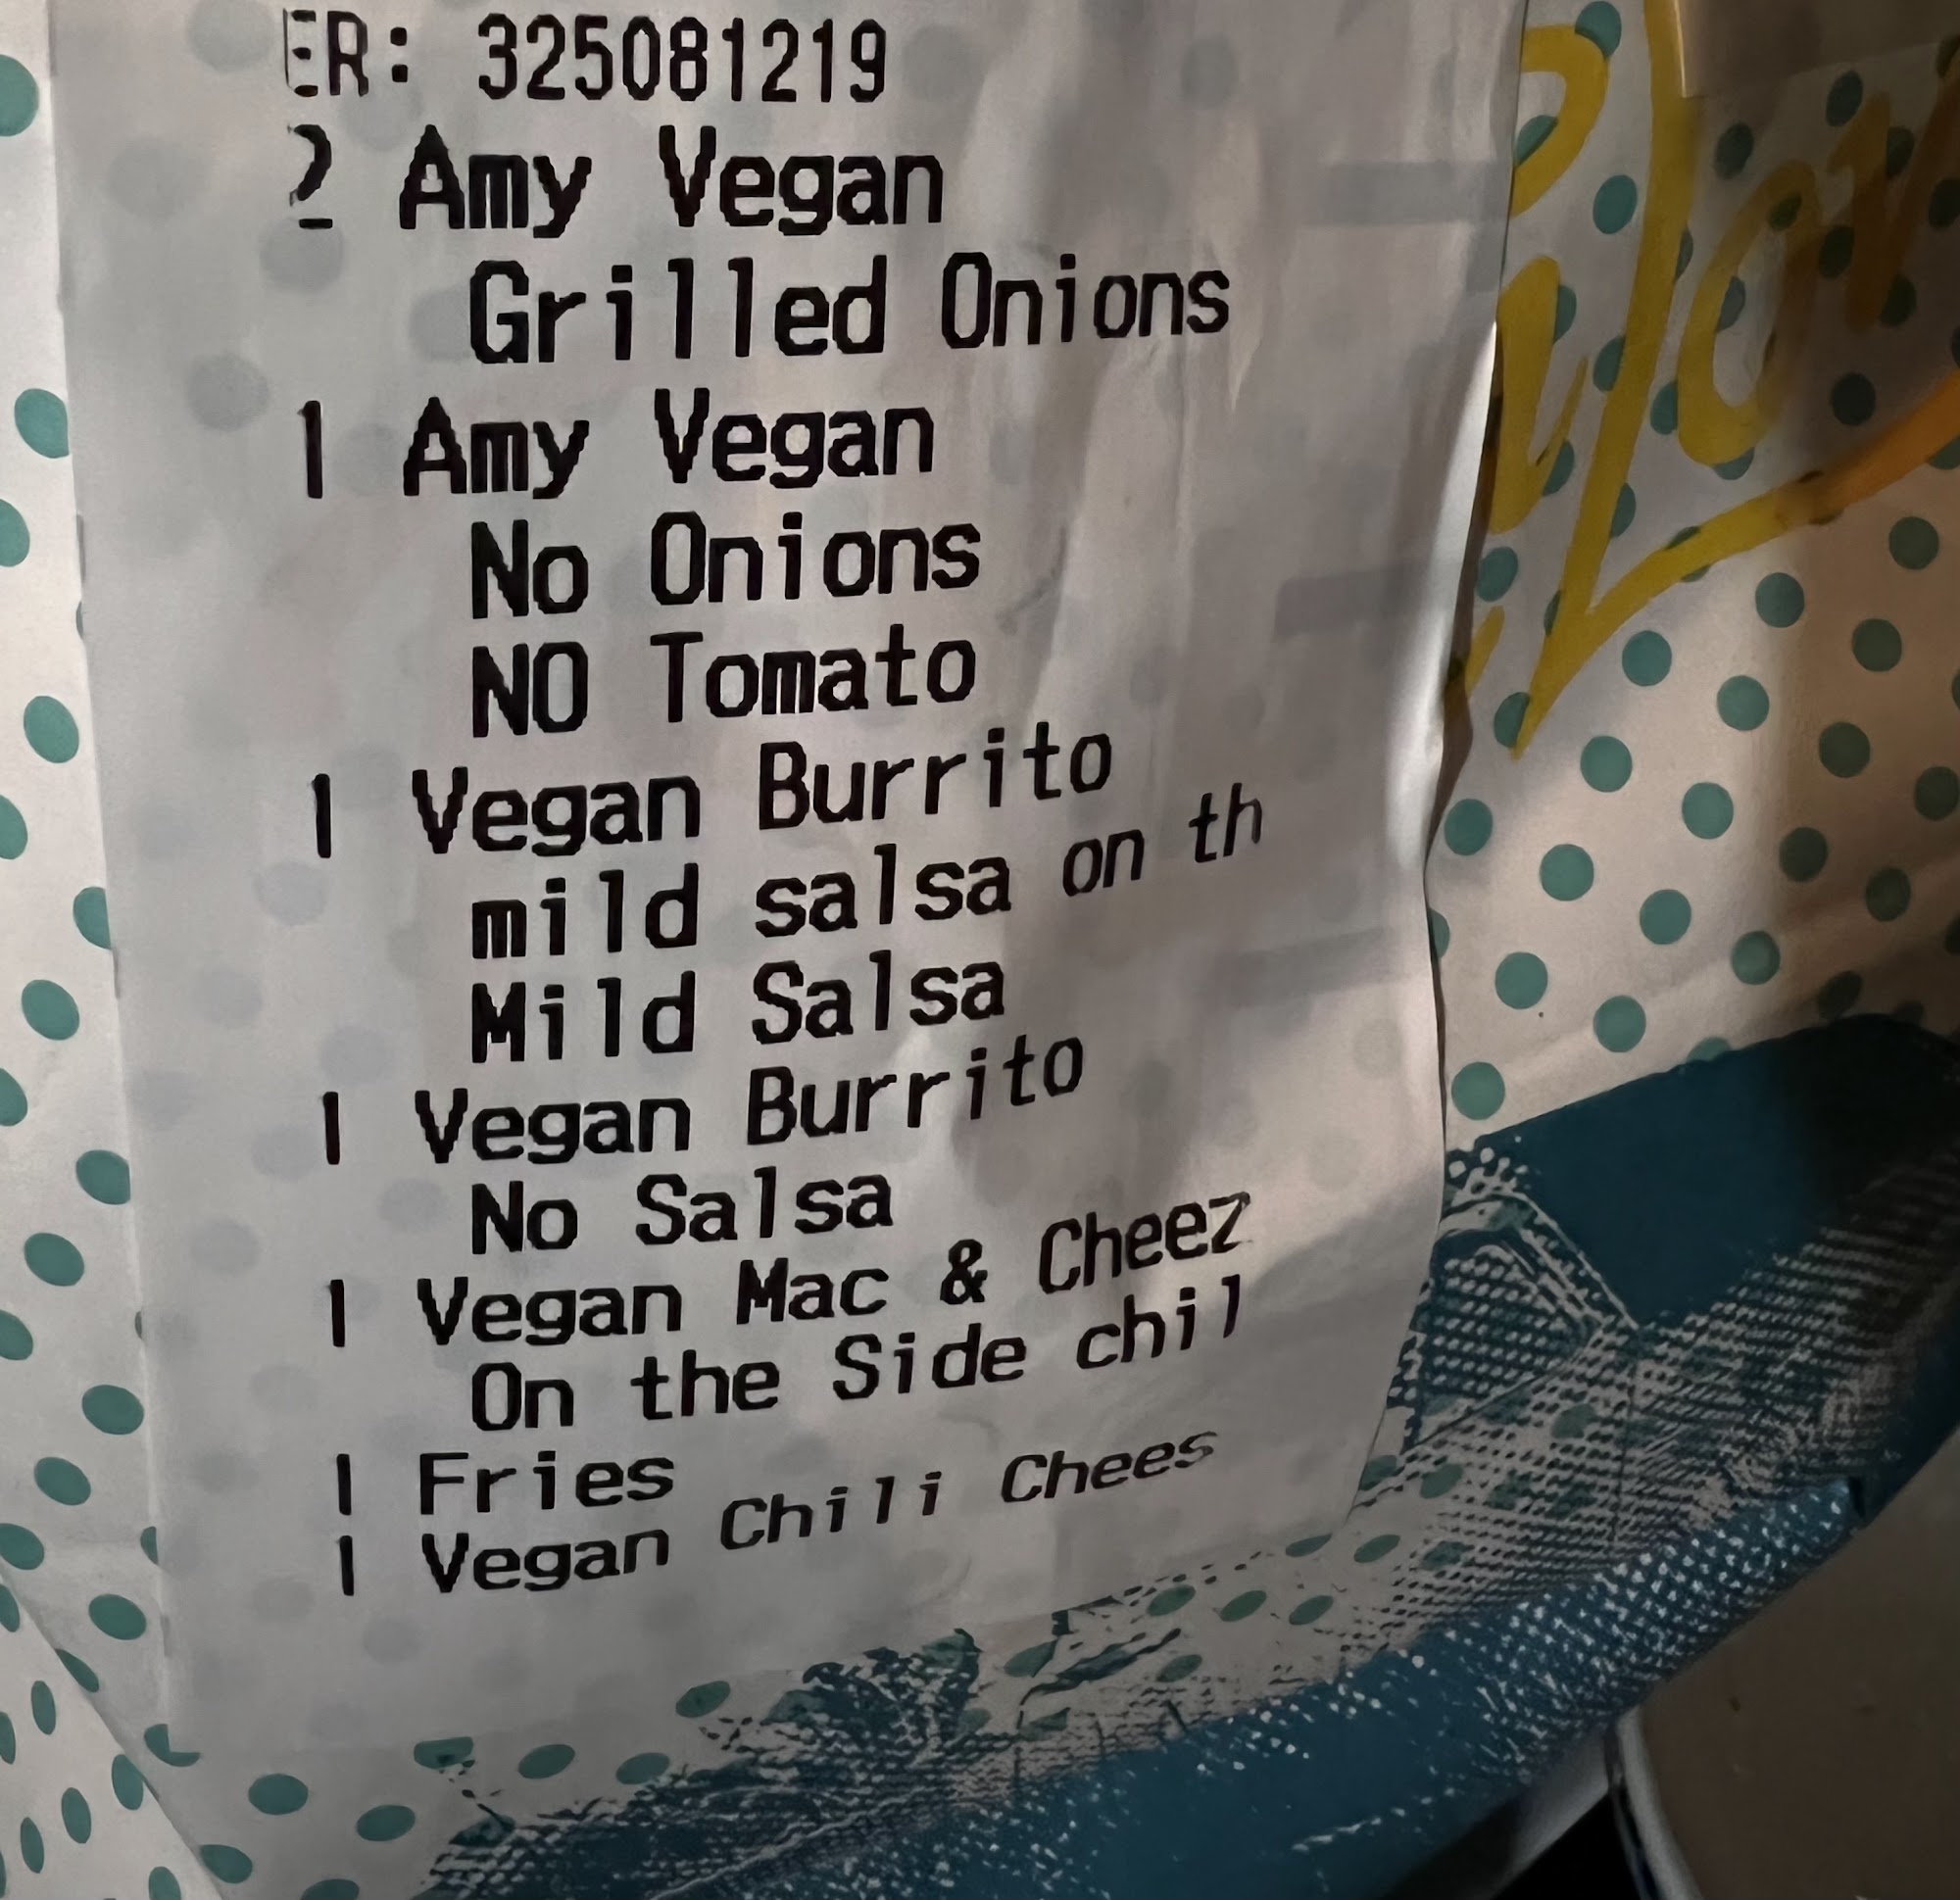 ER: 325081219
2 Amy Vegan
Grilled Onions
1 Amy Vegan
No Onions
NO Tomato
1 Vegan Burrito
mild salsa on th
Mild Salsa
1 Vegan Burrito
No Salsa
1 Vegan Mac & Cheez
On the Side chil
1 Fries
1 Vegan Chili Chees